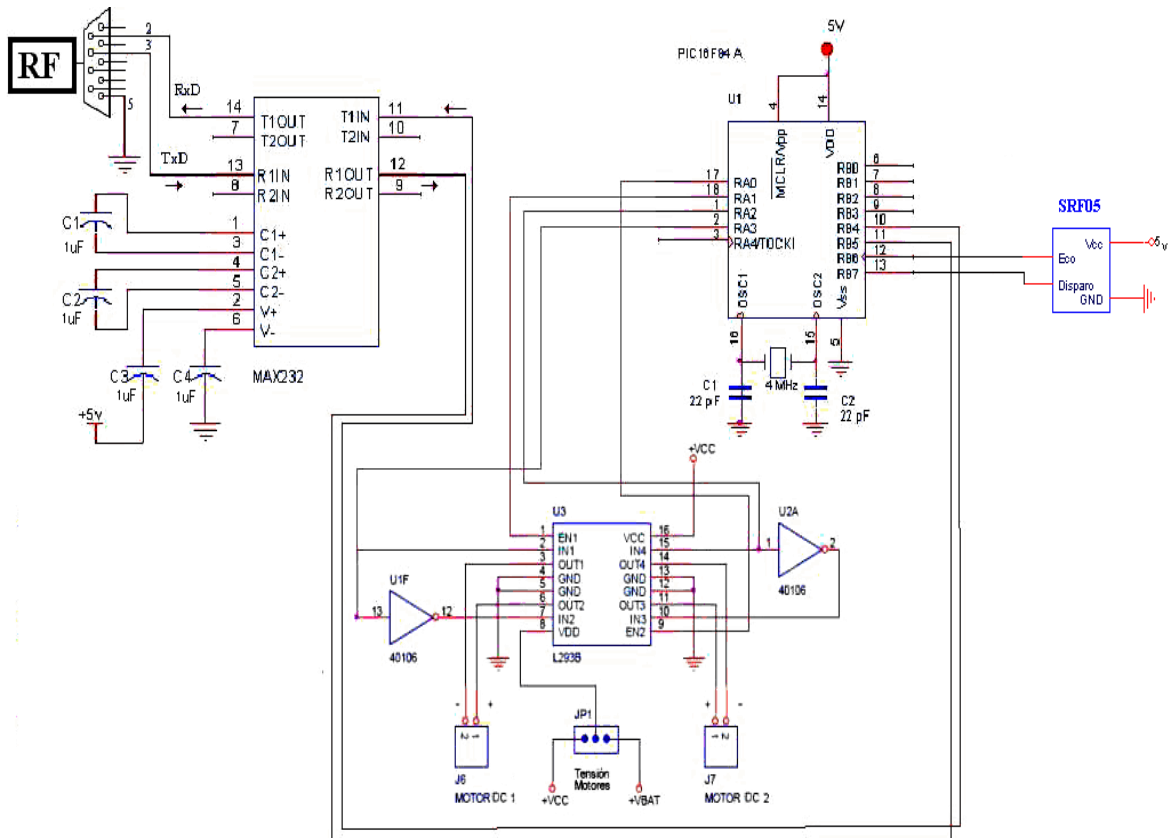 RF
2
3
5
RxD
TxD
14 T1OUT T1IN 11
7 T2OUT T2IN 10
13 R1IN R1OUT 12
8 R2IN R2OUT 9
1 C1+
3 C1-
4 C2+
5 C2-
2 V+
6 V-
MAX232
C1
1uF
C2
1uF
C3
1uF
C4
1uF
+5v
5V
PIC16F84A
U1
4 MCLR/Vpp
14 VDD
17 RA0
18 RA1
1 RA2
2 RA3
3 RA4/T0CKI
RB0 6
RB1 7
RB2 8
RB3 9
RB4 10
RB5 11
RB6 12
RB7 13
OSC1 16
OSC2 15
Vss 5
C1
22 pF
4 MHz
C2
22 pF
SRF05
Vcc
5v
Eco
Disparo
GND
+VCC
U3
1 EN1 VCC 16
2 IN1 IN4 15
3 OUT1 OUT4 14
4 GND GND 13
5 GND GND 12
6 OUT2 OUT3 11
7 IN2 IN3 10
8 VDD EN2 9
L293B
U1F
13 12
40106
U2A
1 2
40106
- +
2 1
J6
MOTOR DC 1
JP1
Tensión
Motores
+VCC +VBAT
+ -
1 2
J7
MOTOR DC 2